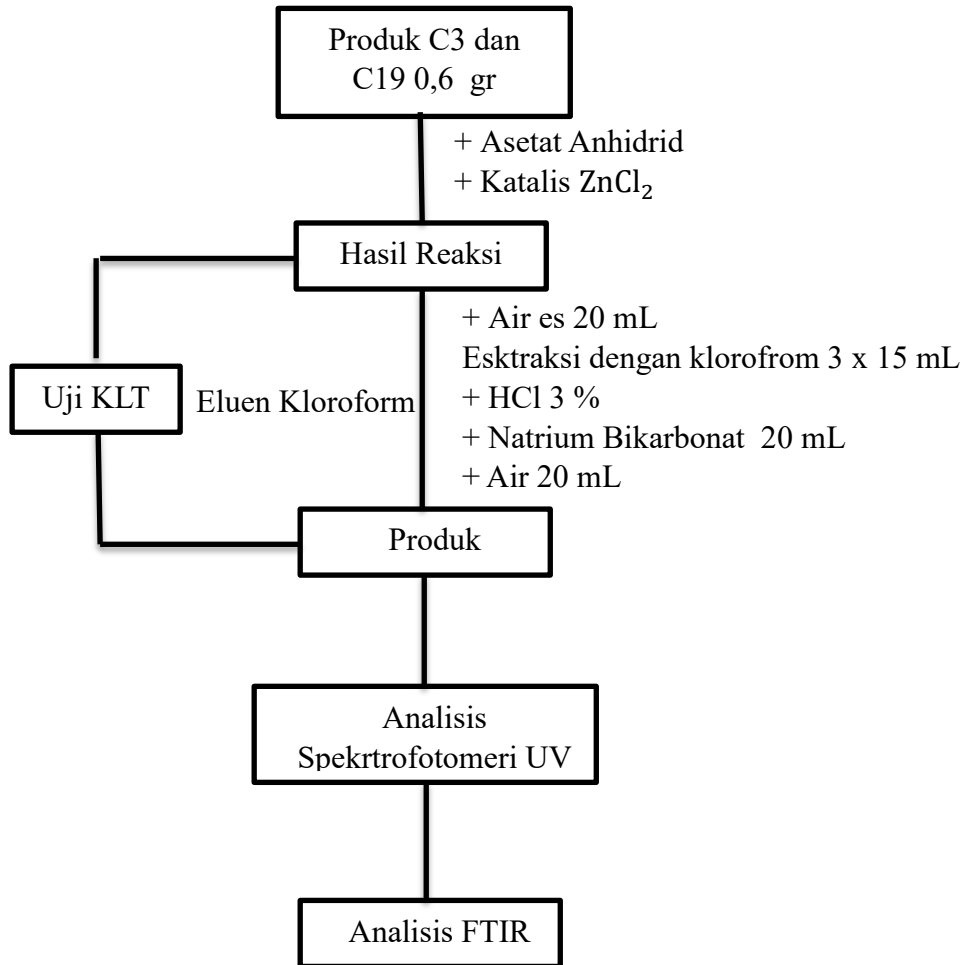 Produk C3 dan
C19 0,6 gr
+ Asetat Anhidrid
+ Katalis ZnCl₂
Hasil Reaksi
+ Air es 20 mL
Esktraksi dengan klorofrom 3 x 15 mL
Uji KLT
Eluen Kloroform
+ HCl 3 %
+ Natrium Bikarbonat 20 mL
+ Air 20 mL
Produk
Analisis
Spekrtrofotomeri UV
Analisis FTIR